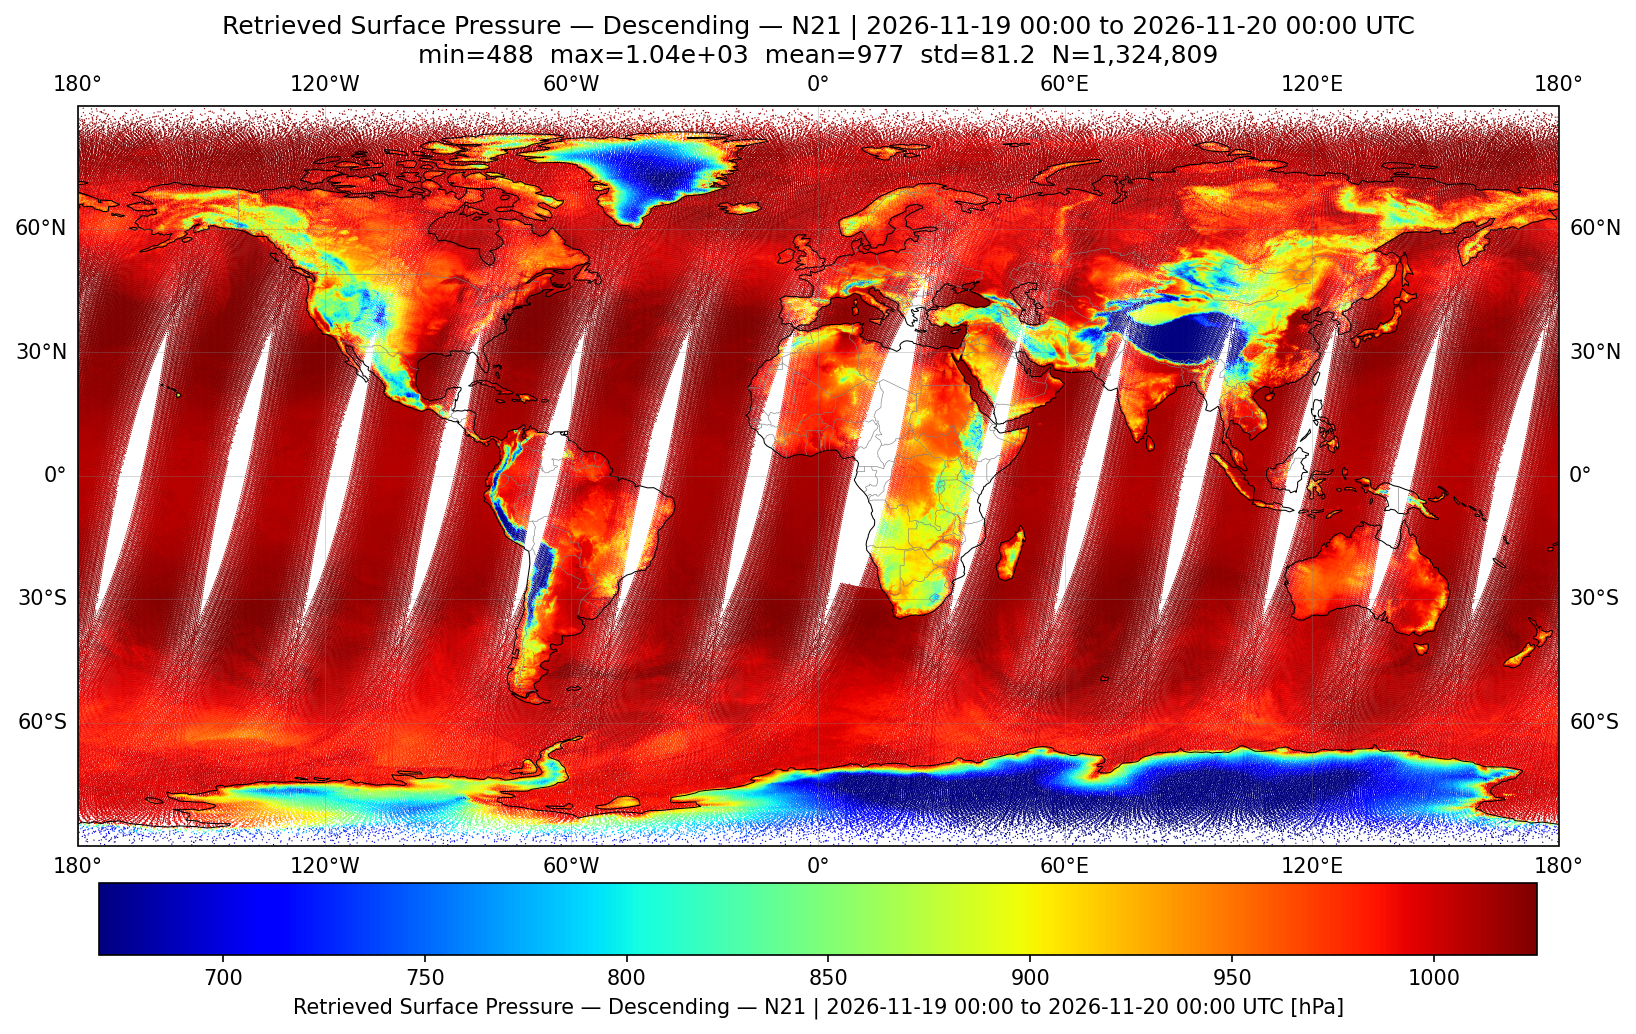 Retrieved Surface Pressure — Descending — N21 | 2026-11-19 00:00 to 2026-11-20 00:00 UTC
min=488 max=1.04e+03 mean=977 std=81.2 N=1,324,809
180° 120°W 60°W 0° 60°E 120°E 180°
60°N 60°N
30°N 30°N
0° 0°
30°S 30°S
60°S 60°S
180° 120°W 60°W 0° 60°E 120°E 180°
700 750 800 850 900 950 1000
Retrieved Surface Pressure — Descending — N21 | 2026-11-19 00:00 to 2026-11-20 00:00 UTC [hPa]